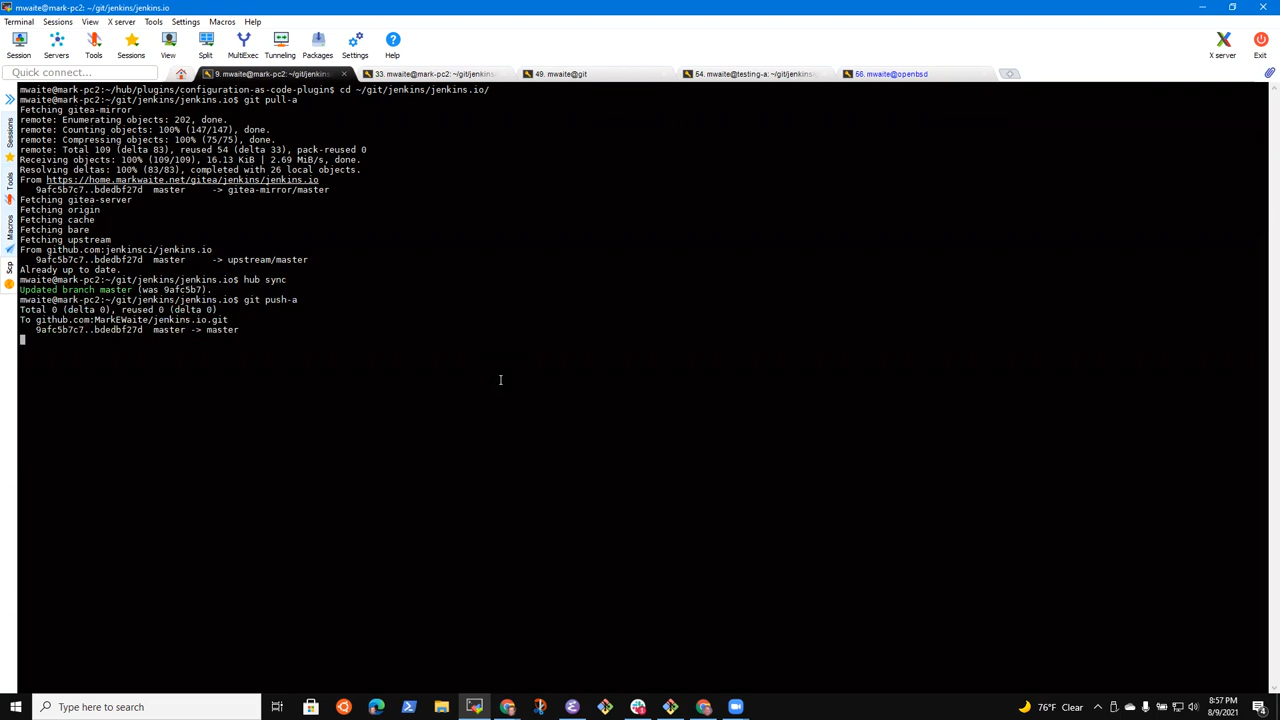 mwaite@mark-pc2: ~/git/jenkins/jenkins.io
Terminal Sessions View X server Tools Settings Macros Help
Session Servers Tools Sessions View Split MultiExec Tunneling Packages Settings Help X server Exit
Quick connect... 9. mwaite@mark-pc2: ~/git/jenkins 33. mwaite@mark-pc2: ~/git/jenkins 49. mwaite@git 54. mwaite@testing-a: ~/git/jenkins 56. mwaite@openbsd
Sessions
Tools
Macros
Scp
mwaite@mark-pc2:~/hub/plugins/configuration-as-code-plugin$ cd ~/git/jenkins/jenkins.io/
mwaite@mark-pc2:~/git/jenkins/jenkins.io$ git pull-a
Fetching gitea-mirror
remote: Enumerating objects: 202, done.
remote: Counting objects: 100% (147/147), done.
remote: Compressing objects: 100% (75/75), done.
remote: Total 109 (delta 83), reused 54 (delta 33), pack-reused 0
Receiving objects: 100% (109/109), 16.13 KiB | 2.69 MiB/s, done.
Resolving deltas: 100% (83/83), completed with 26 local objects.
From https://home.markwaite.net/gitea/jenkins/jenkins.io
9afc5b7c7..bdedbf27d master -> gitea-mirror/master
Fetching gitea-server
Fetching origin
Fetching cache
Fetching bare
Fetching upstream
From github.com:jenkinsci/jenkins.io
9afc5b7c7..bdedbf27d master -> upstream/master
Already up to date.
mwaite@mark-pc2:~/git/jenkins/jenkins.io$ hub sync
Updated branch master (was 9afc5b7).
mwaite@mark-pc2:~/git/jenkins/jenkins.io$ git push-a
Total 0 (delta 0), reused 0 (delta 0)
To github.com:MarkEWaite/jenkins.io.git
9afc5b7c7..bdedbf27d master -> master
Type here to search
76°F Clear
8:57 PM
8/9/2021